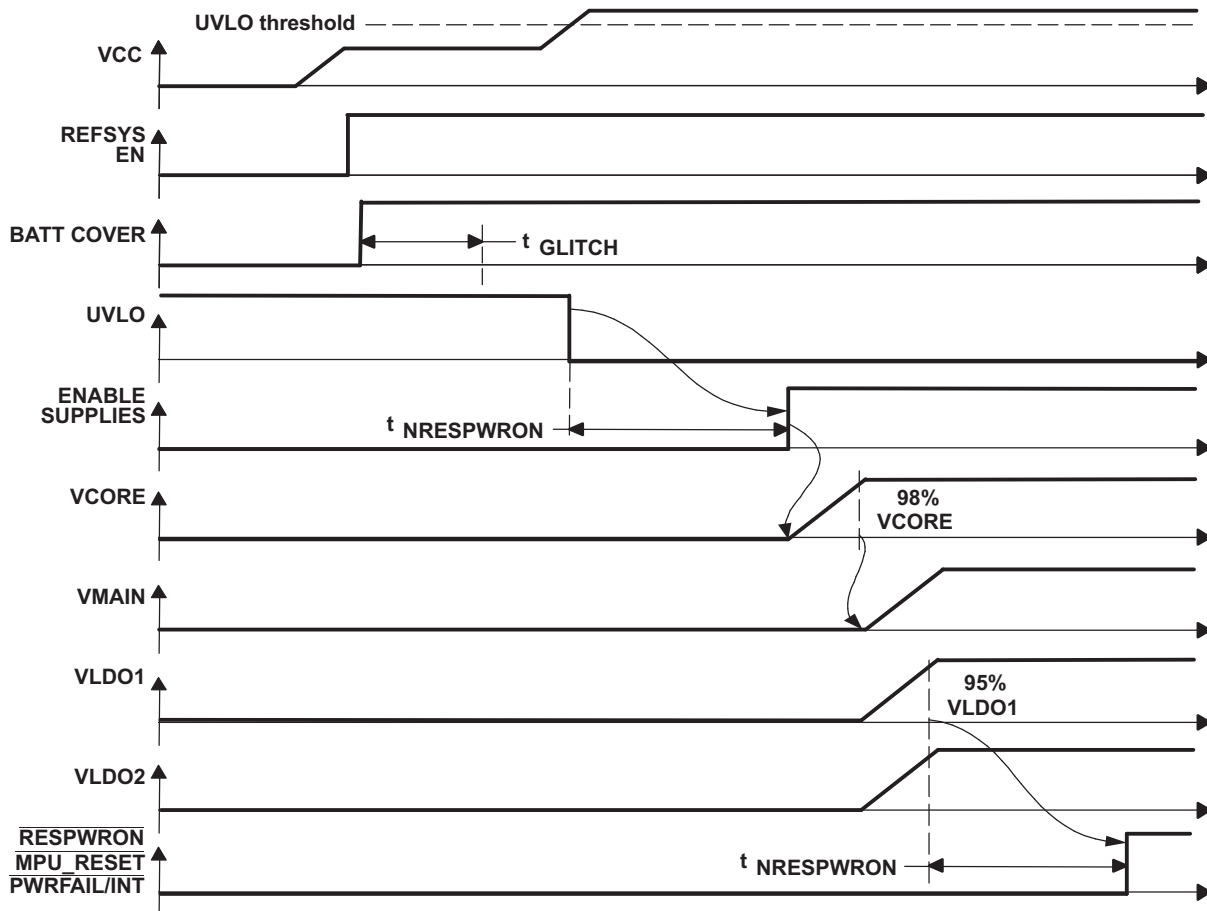 UVLO threshold
VCC
REFSYS
EN
BATT COVER
t GLITCH
UVLO
ENABLE
SUPPLIES
t NRESPWRON
VCORE
98%
VCORE
VMAIN
VLDO1
95%
VLDO1
VLDO2
RESPWRON
MPU_RESET
PWRFAIL/INT
t NRESPWRON